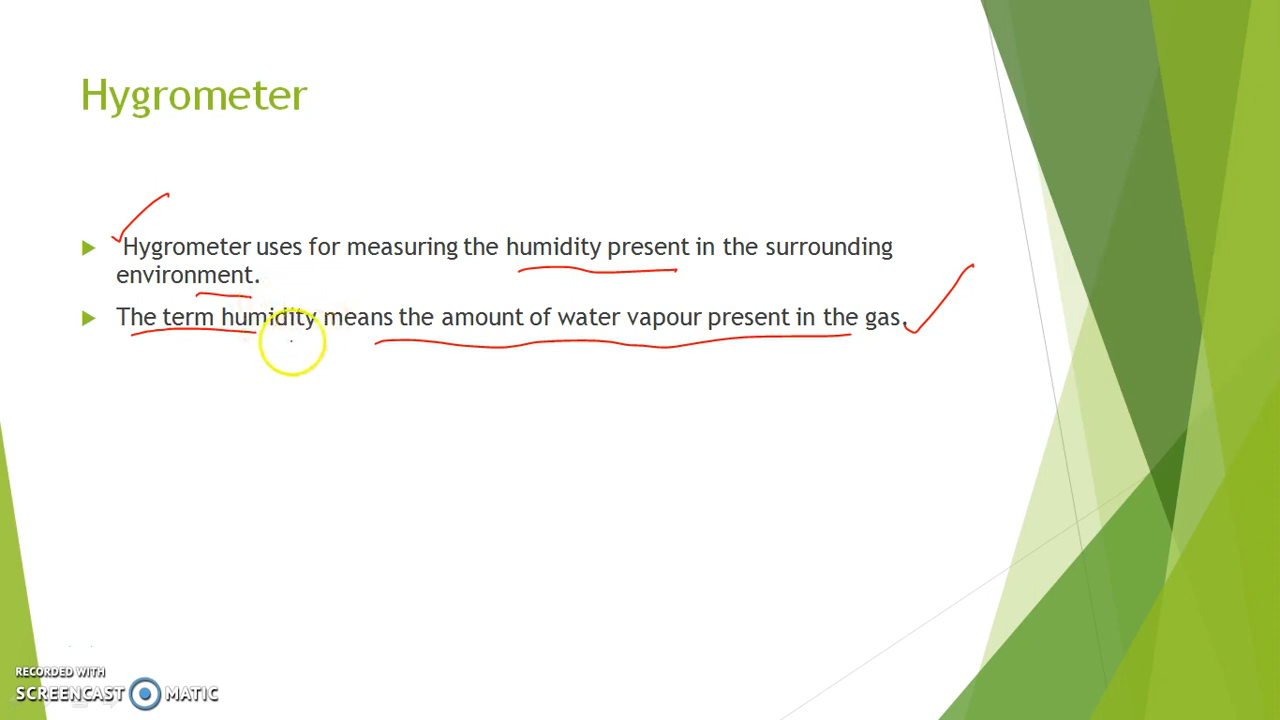 Hygrometer
Hygrometer uses for measuring the humidity present in the surrounding
environment.
The term humidity means the amount of water vapour present in the gas.
RECORDED WITH
SCREENCAST MATIC